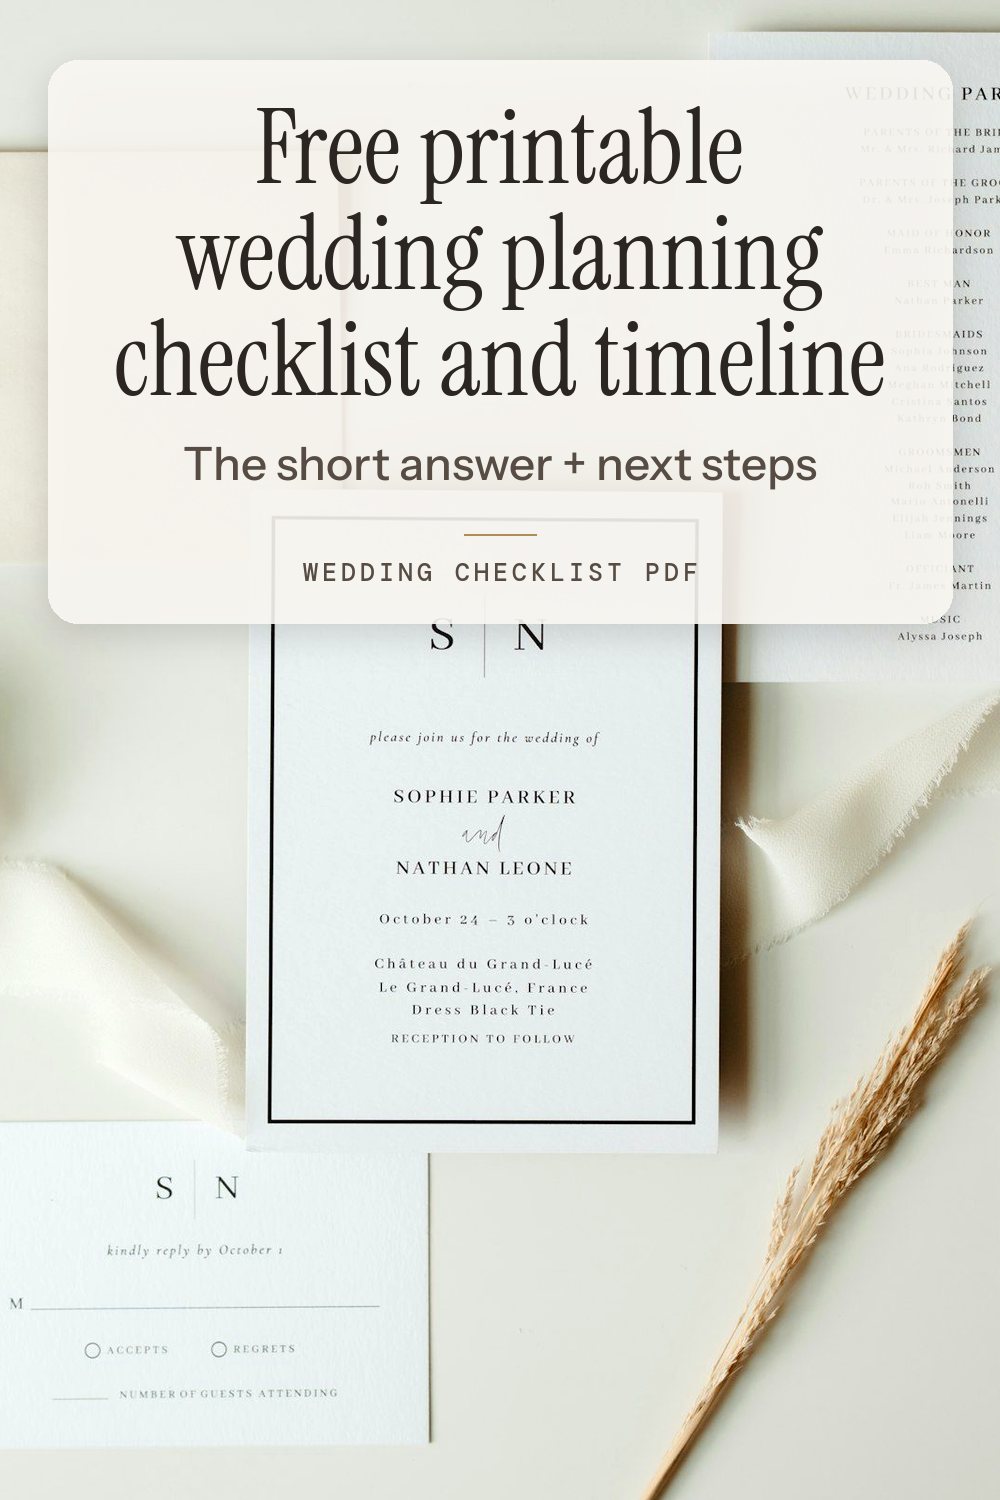 Free printable
wedding planning
checklist and timeline
The short answer + next steps
WEDDING CHECKLIST PDF
WEDDING PAR
PARENTS OF THE BRI
Mr. & Mrs. Richard Jam
PARENTS OF THE GROO
Dr. & Mrs. Joseph Park
MAID OF HONOR
Emma Richardson
BEST MAN
Nathan Parker
BRIDESMAIDS
Sophia Johnson
Ana Rodriguez
Meghan Mitchell
Cristina Santos
Kathryn Bond
GROOMSMEN
Michael Anderson
Bob Smith
Mario Antonelli
Elijah Jennings
Liam Moore
OFFICIANT
Fr. James Martin
MUSIC
Alyssa Joseph
S N
please join us for the wedding of
SOPHIE PARKER
and
NATHAN LEONE
October 24 – 3 o'clock
Château du Grand-Lucé
Le Grand-Lucé, France
Dress Black Tie
RECEPTION TO FOLLOW
S N
kindly reply by October 1
M
ACCEPTS REGRETS
NUMBER OF GUESTS ATTENDING